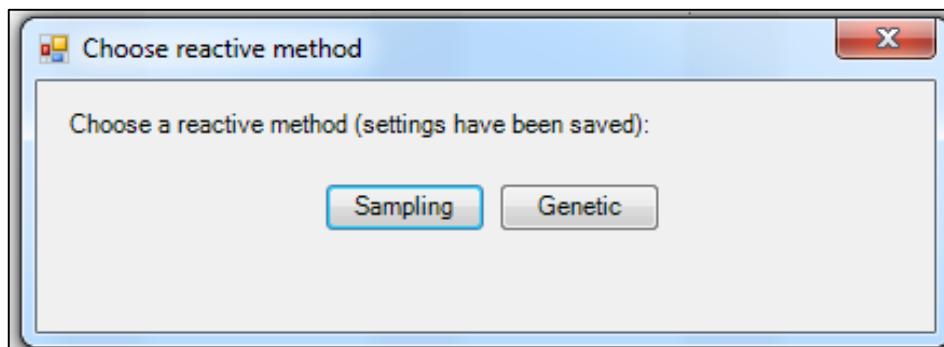 Choose reactive method
Choose a reactive method (settings have been saved):
Sampling Genetic